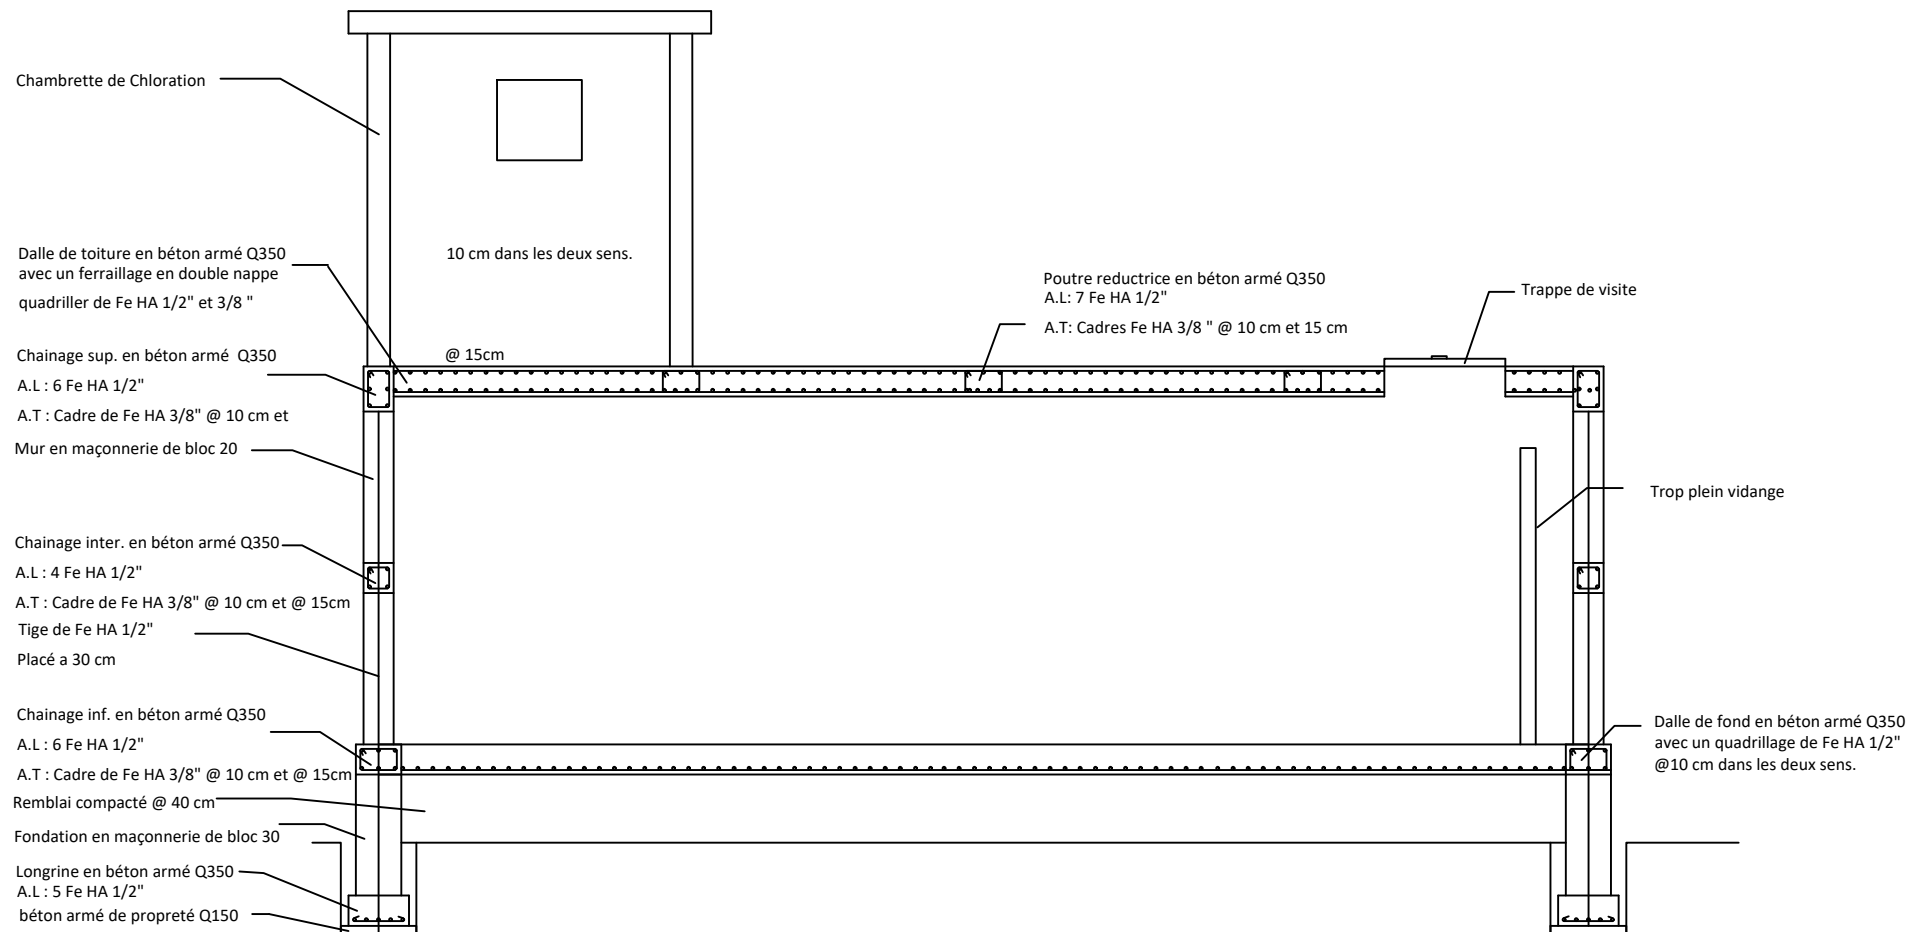 Chambrette de Chloration
Dalle de toiture en béton armé Q350
avec un ferraillage en double nappe
quadriller de Fe HA 1/2" et 3/8 "
10 cm dans les deux sens.
Chainage sup. en béton armé  Q350
A.L : 6 Fe HA 1/2"
A.T : Cadre de Fe HA 3/8" @ 10 cm et
@ 15cm
Mur en maçonnerie de bloc 20
Chainage inter. en béton armé Q350
A.L : 4 Fe HA 1/2"
A.T : Cadre de Fe HA 3/8" @ 10 cm et @ 15cm
Tige de Fe HA 1/2"
Placé a 30 cm
Chainage inf. en béton armé Q350
A.L : 6 Fe HA 1/2"
A.T : Cadre de Fe HA 3/8" @ 10 cm et @ 15cm
Remblai compacté @ 40 cm
Fondation en maçonnerie de bloc 30
Longrine en béton armé Q350
A.L : 5 Fe HA 1/2"
béton armé de propreté Q150
Poutre reductrice en béton armé Q350
A.L: 7 Fe HA 1/2"
A.T: Cadres Fe HA 3/8 " @ 10 cm et 15 cm
Trappe de visite
Trop plein vidange
Dalle de fond en béton armé Q350
avec un quadrillage de Fe HA 1/2"
@10 cm dans les deux sens.